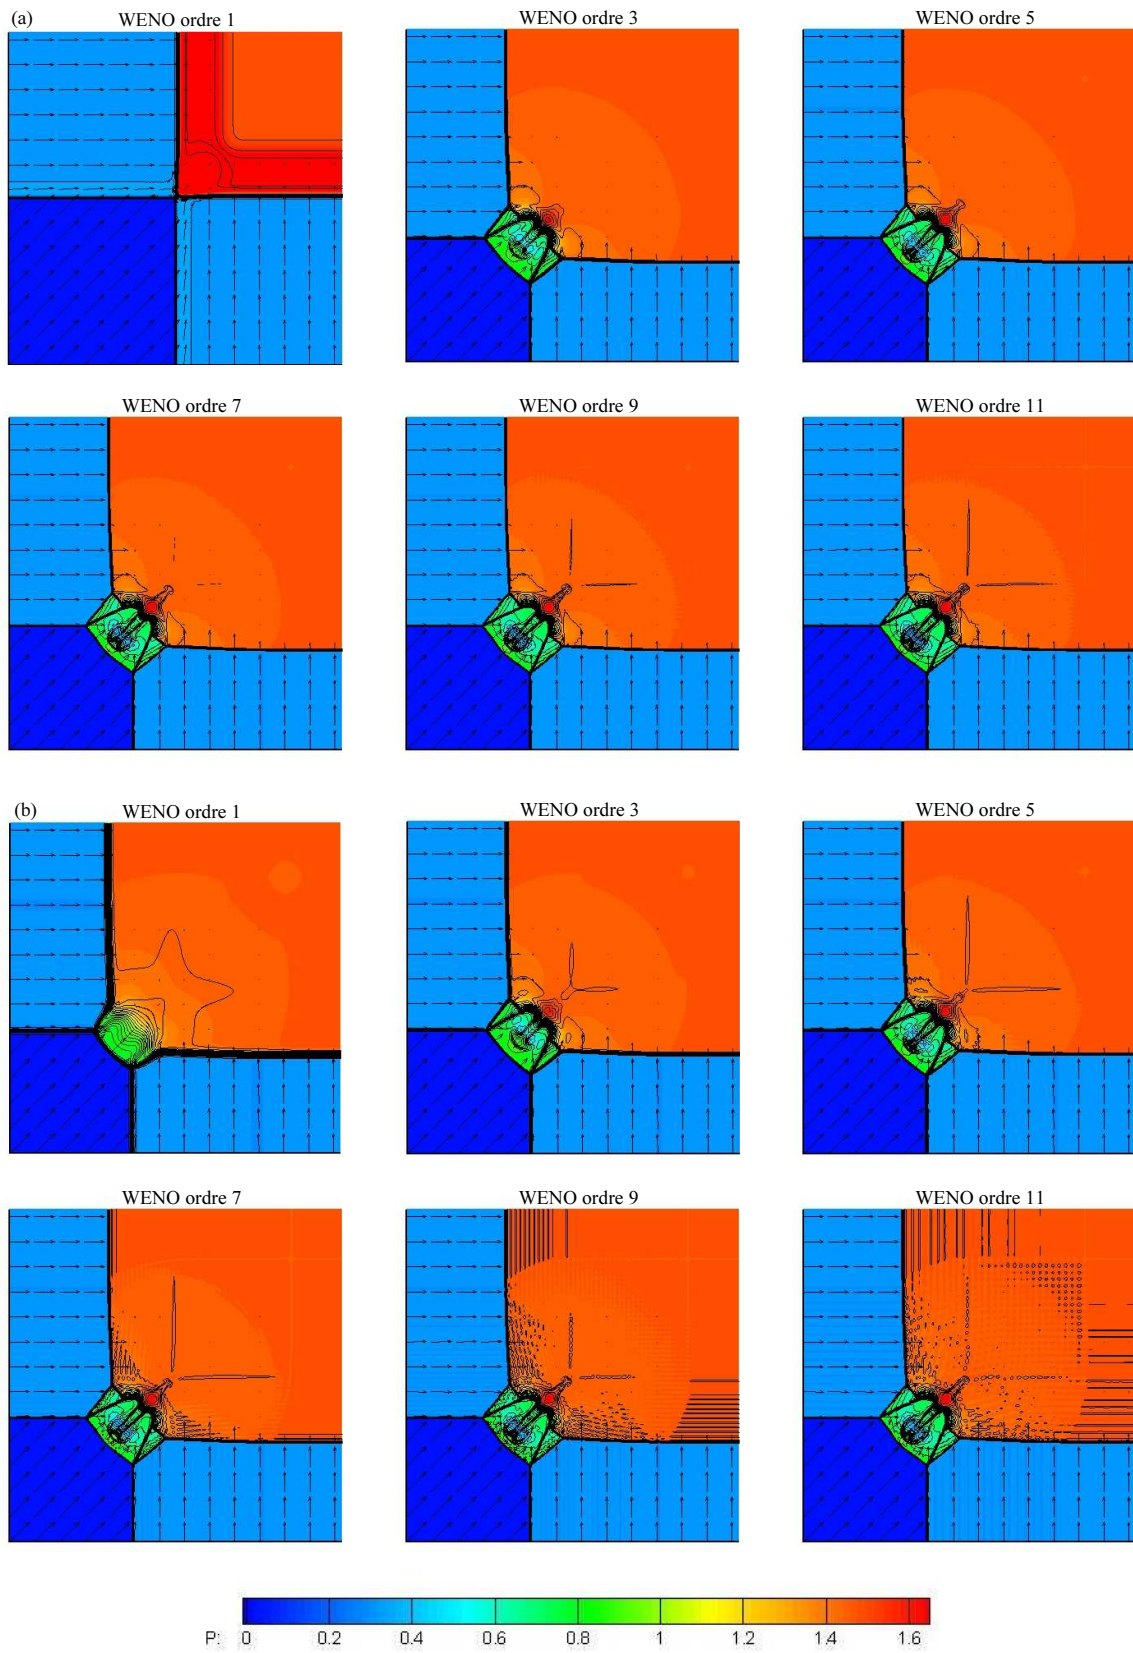 (a)
WENO ordre 1
WENO ordre 3
WENO ordre 5
WENO ordre 7
WENO ordre 9
WENO ordre 11
(b)
WENO ordre 1
WENO ordre 3
WENO ordre 5
WENO ordre 7
WENO ordre 9
WENO ordre 11
P: 0 0.2 0.4 0.6 0.8 1 1.2 1.4 1.6